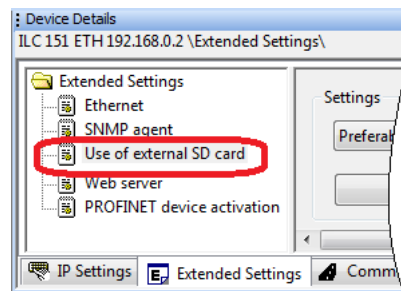 Device Details
ILC 151 ETH 192.168.0.2 \Extended Settings\
Extended Settings
Ethernet
SNMP agent
Use of external SD card
Web server
PROFINET device activation
Settings
Preferab
IP Settings
Extended Settings
Comm